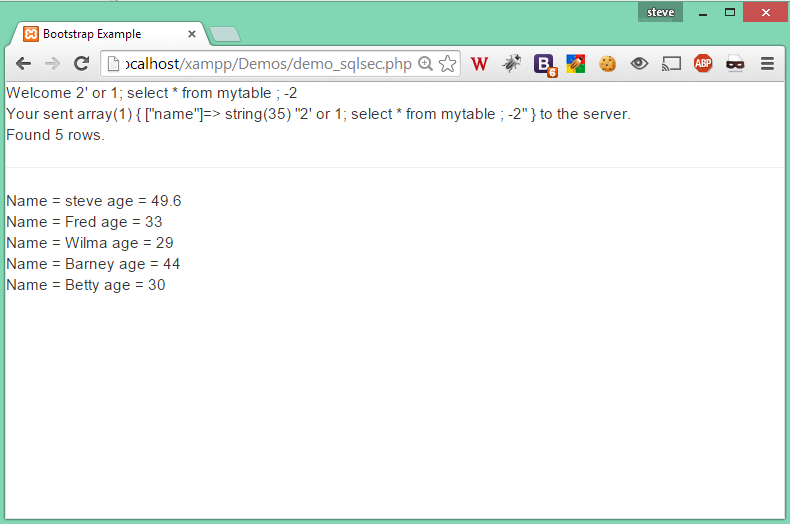 steve
Bootstrap Example
ocalhost/xampp/Demos/demo_sqlsec.php
W
B
6
ABP
Welcome 2' or 1; select * from mytable ; -2
Your sent array(1) { ["name"]=> string(35) "2' or 1; select * from mytable ; -2" } to the server.
Found 5 rows.
Name = steve age = 49.6
Name = Fred age = 33
Name = Wilma age = 29
Name = Barney age = 44
Name = Betty age = 30